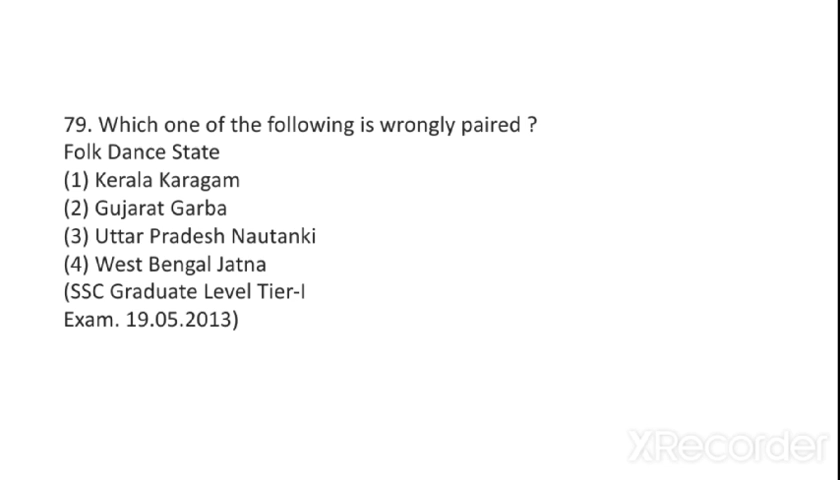 79. Which one of the following is wrongly paired ?
Folk Dance State
(1) Kerala Karagam
(2) Gujarat Garba
(3) Uttar Pradesh Nautanki
(4) West Bengal Jatna
(SSC Graduate Level Tier-I
Exam. 19.05.2013)
XRecorder